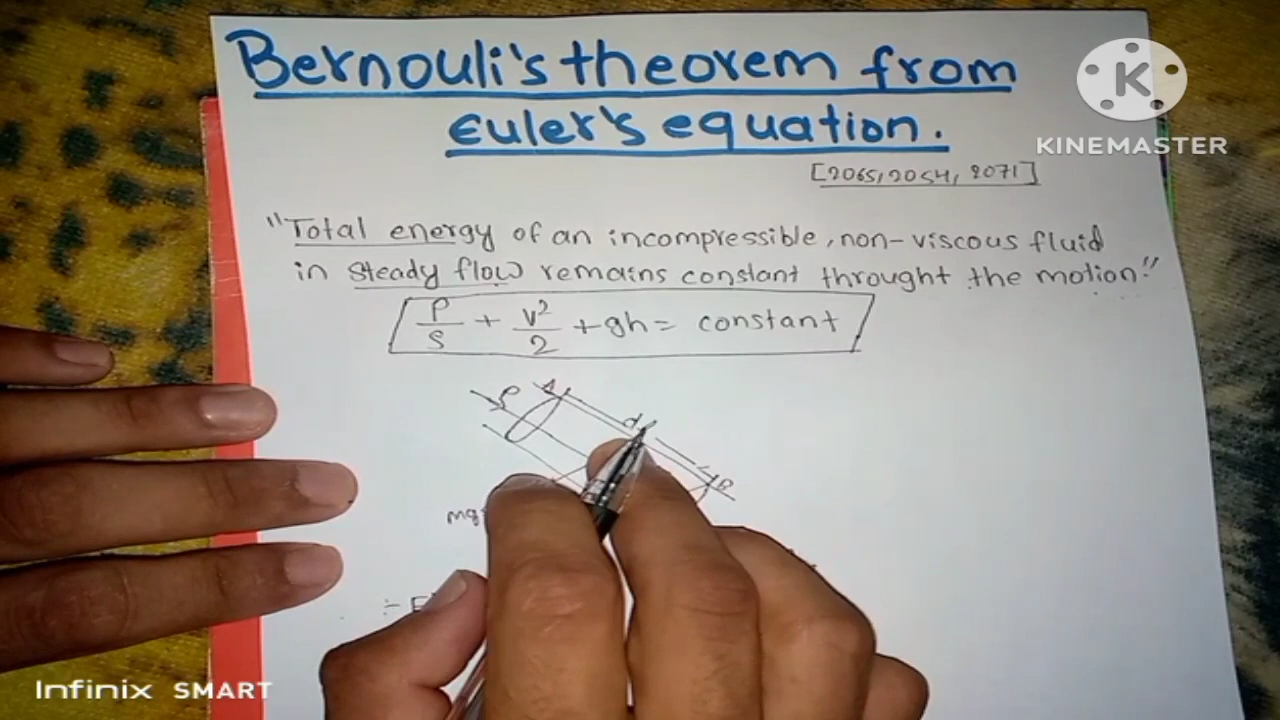 Bernouli's theorem from
Euler's equation.
[2065, 2054, 2071]
"Total energy of an incompressible, non-viscous fluid
in steady flow remains constant throught the motion."
P/ρ + v²/2 + gh = constant
A
P
d
B
mg
K
KINEMASTER
Infinix SMART